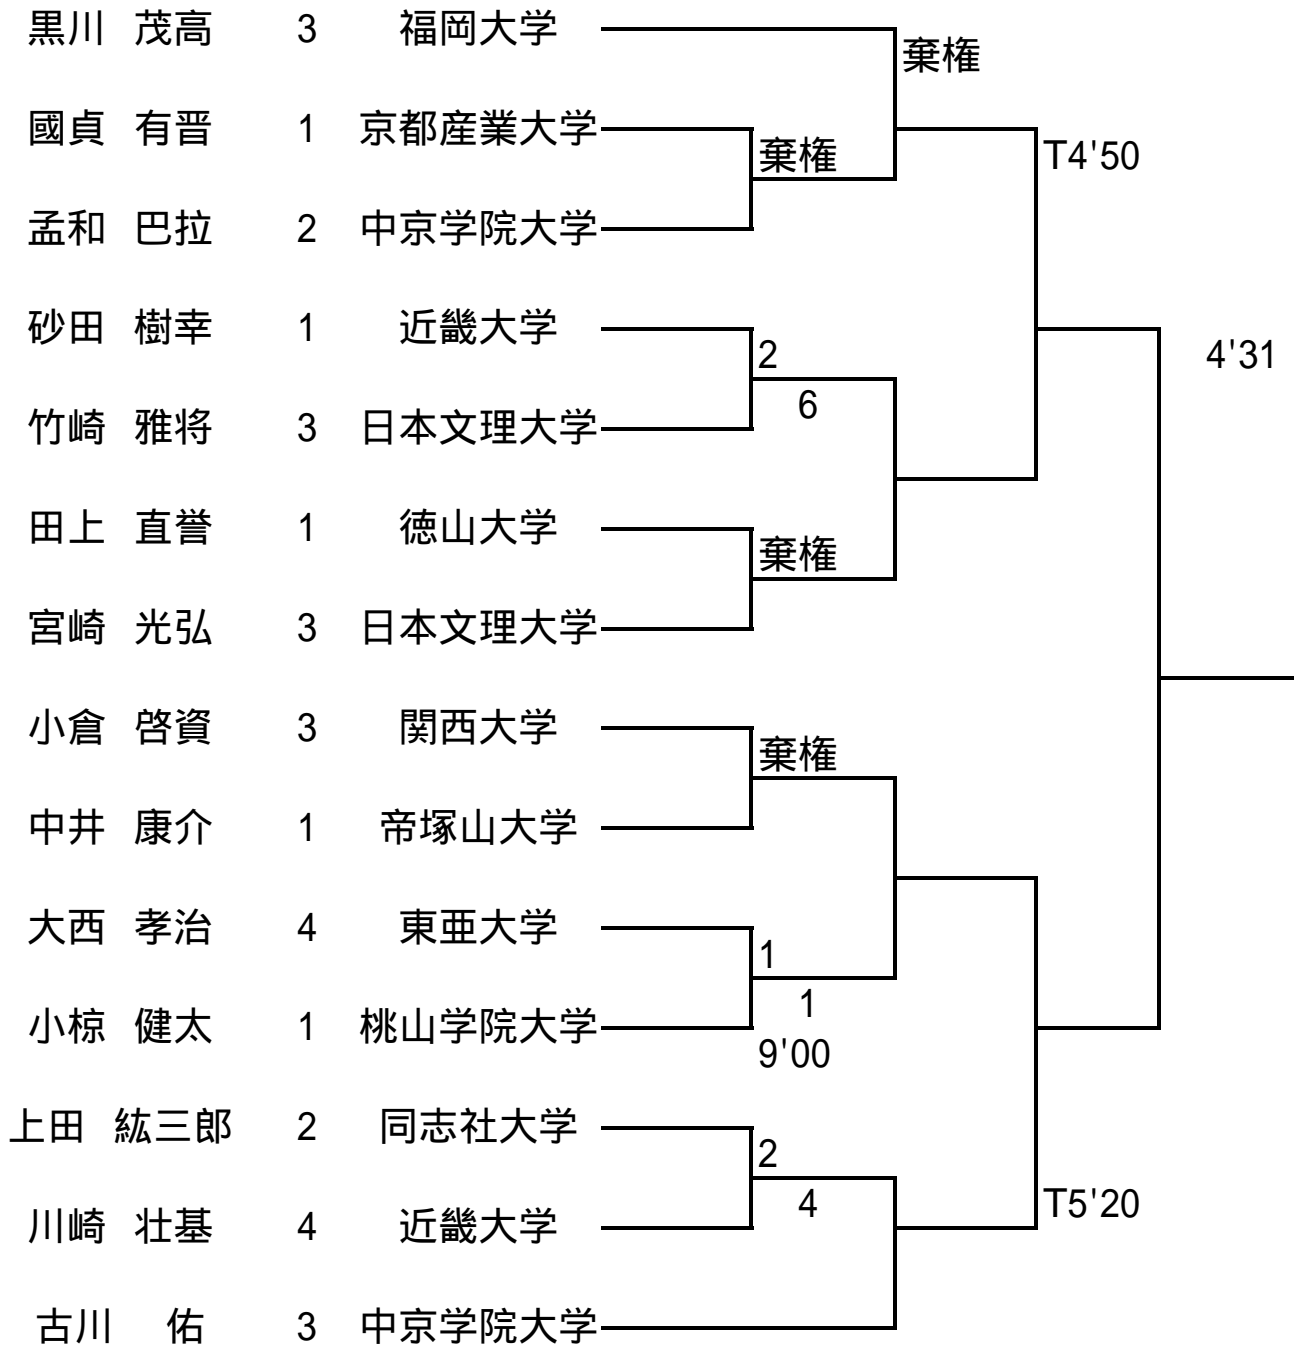 黒川 茂高 3 福岡大学
棄権
國貞 有晋 1 京都産業大学
棄権 T4'50
孟和 巴拉 2 中京学院大学
砂田 樹幸 1 近畿大学
2 4'31
6
竹崎 雅将 3 日本文理大学
田上 直誉 1 徳山大学
棄権
宮崎 光弘 3 日本文理大学
小倉 啓資 3 関西大学
棄権
中井 康介 1 帝塚山大学
大西 孝治 4 東亜大学
1
1
小椋 健太 1 桃山学院大学
9'00
上田 紘三郎 2 同志社大学
2
4 T5'20
川崎 壮基 4 近畿大学
古川 佑 3 中京学院大学